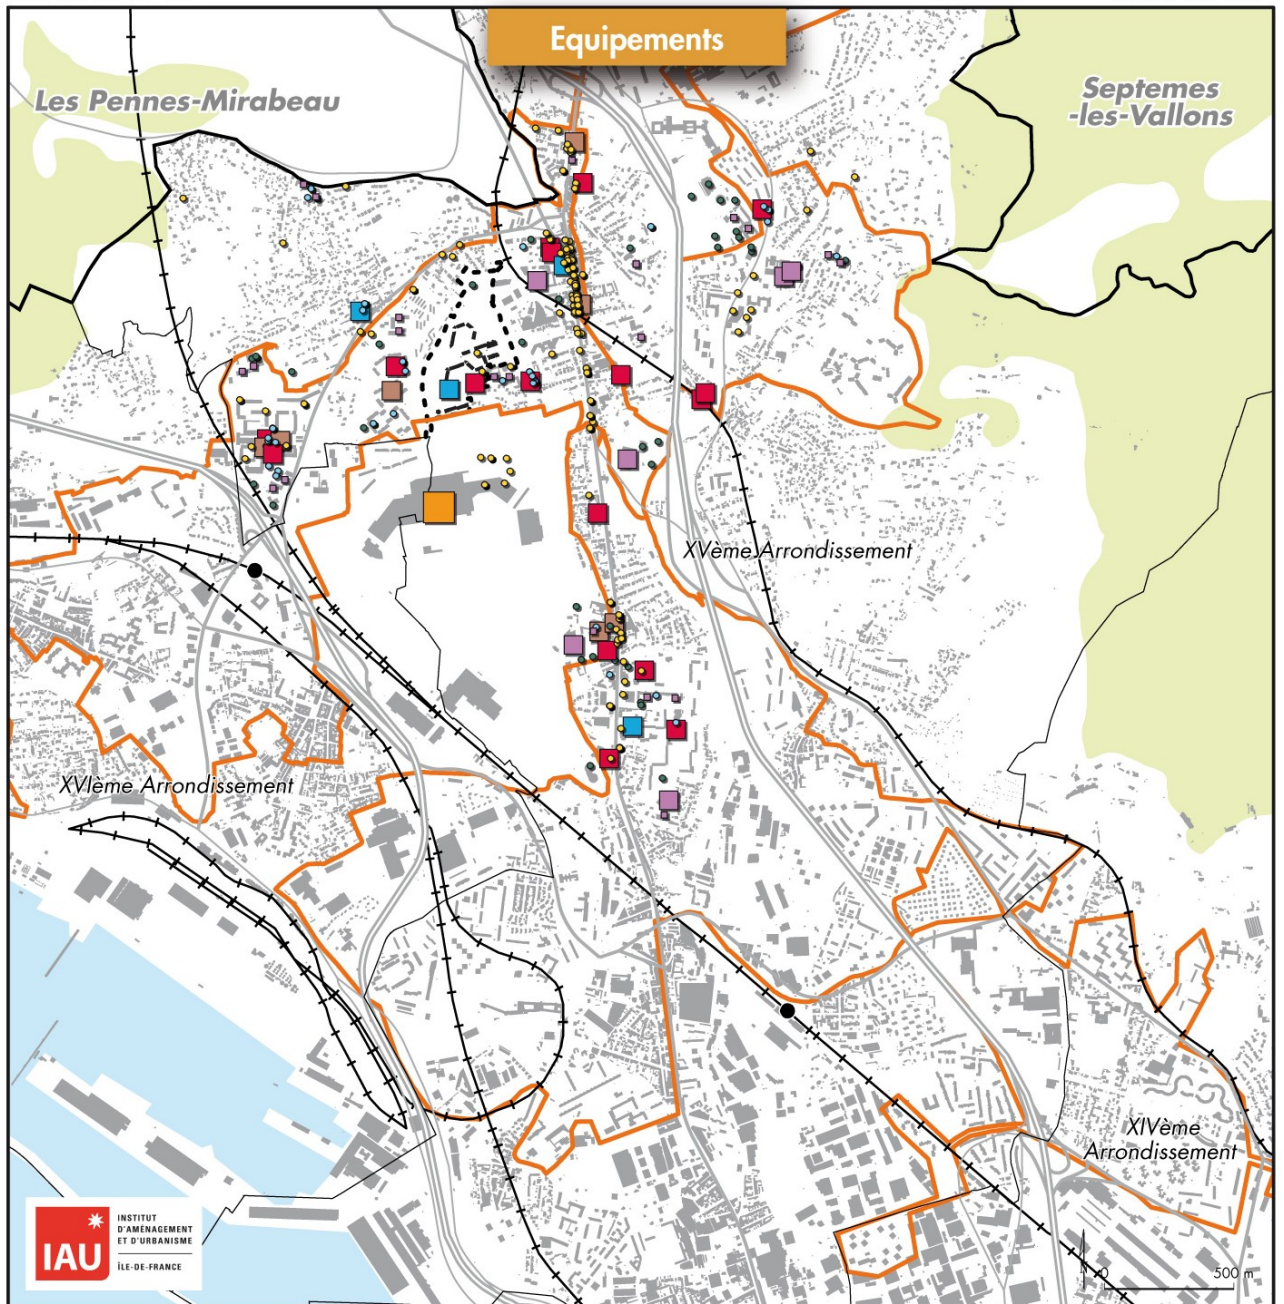 Equipements
Les Pennes-Mirabeau
Septemes
-les-Vallons
XVème Arrondissement
XVIème Arrondissement
XIVème
Arrondissement
IAU
INSTITUT
D'AMÉNAGEMENT
ET D'URBANISME
ÎLE-DE-FRANCE
0
500 m